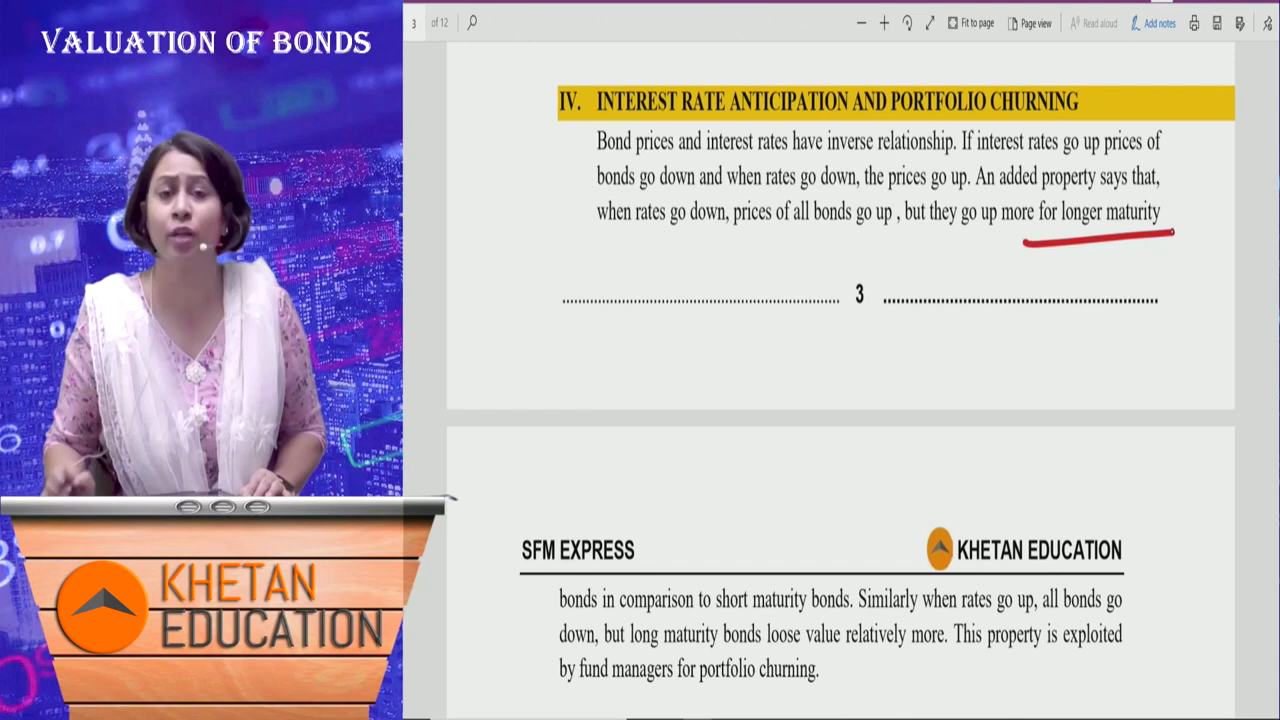 VALUATION OF BONDS
3 of 12
Fit to page
Page view
Read aloud
Add notes
IV. INTEREST RATE ANTICIPATION AND PORTFOLIO CHURNING
Bond prices and interest rates have inverse relationship. If interest rates go up prices of
bonds go down and when rates go down, the prices go up. An added property says that,
when rates go down, prices of all bonds go up , but they go up more for longer maturity
3
SFM EXPRESS
KHETAN EDUCATION
bonds in comparison to short maturity bonds. Similarly when rates go up, all bonds go
down, but long maturity bonds loose value relatively more. This property is exploited
by fund managers for portfolio churning.
KHETAN
EDUCATION